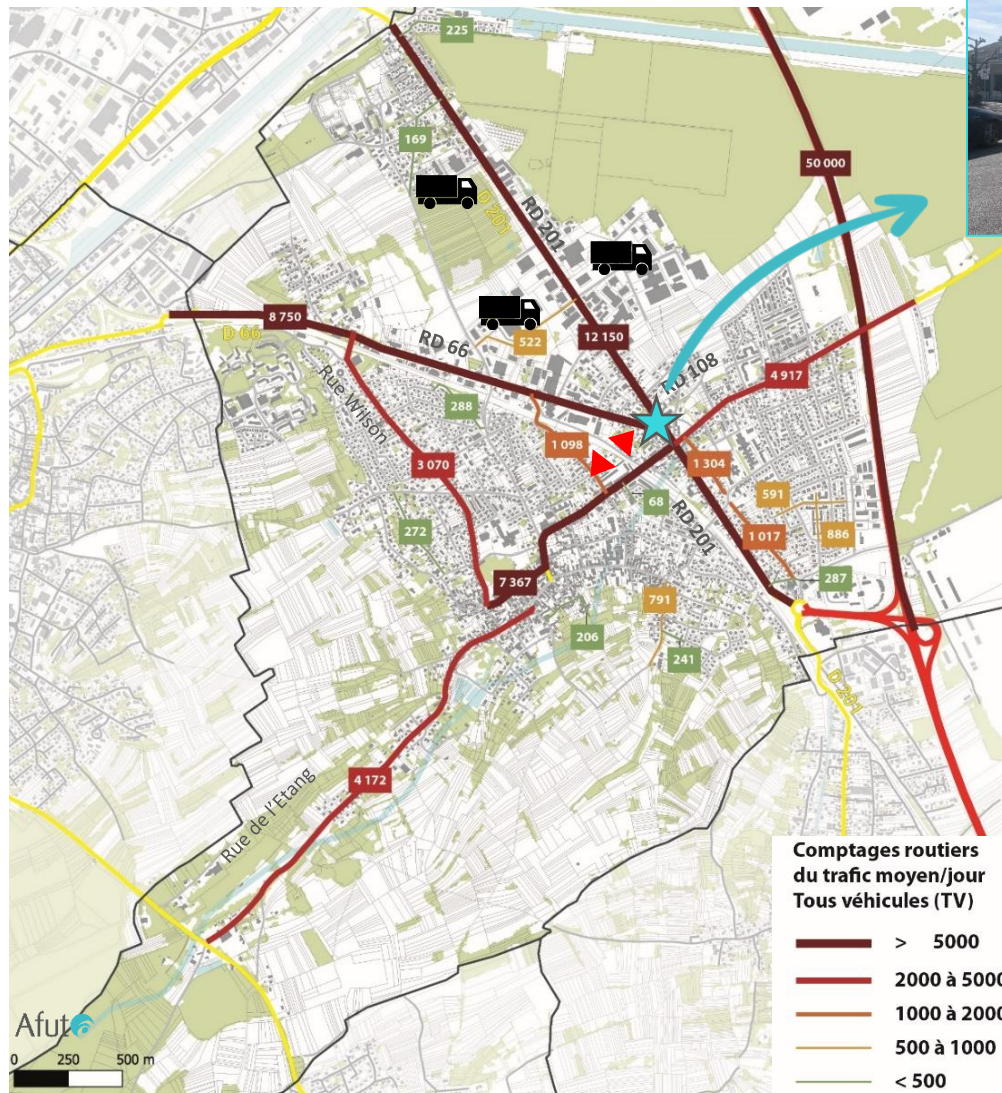 225
169
50 000
D 201
RD 201
8 750
D 66
RD 66
522
12 150
RD 108
4 917
Rue Wilson
288
1 098
3 070
1 304
68
591
272
RD 201
1 017
886
7 367
287
791
206
241
D 201
4 172
Rue de l'Etang
Comptages routiers
du trafic moyen/jour
Tous véhicules (TV)
> 5000
2000 à 5000
1000 à 2000
500 à 1000
< 500
Afut
0 250 500 m